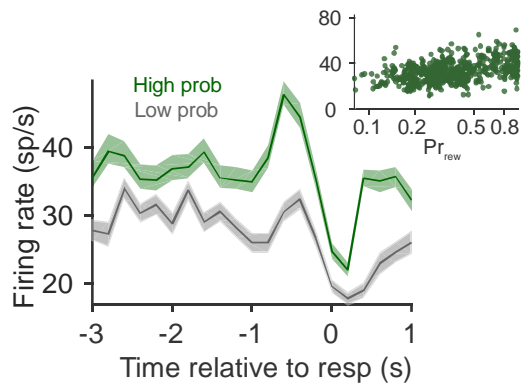 80
40
0
0.1 0.2 0.5 0.8
Pr_rew
High prob
Low prob
Firing rate (sp/s)
40
30
20
-3 -2 -1 0 1
Time relative to resp (s)